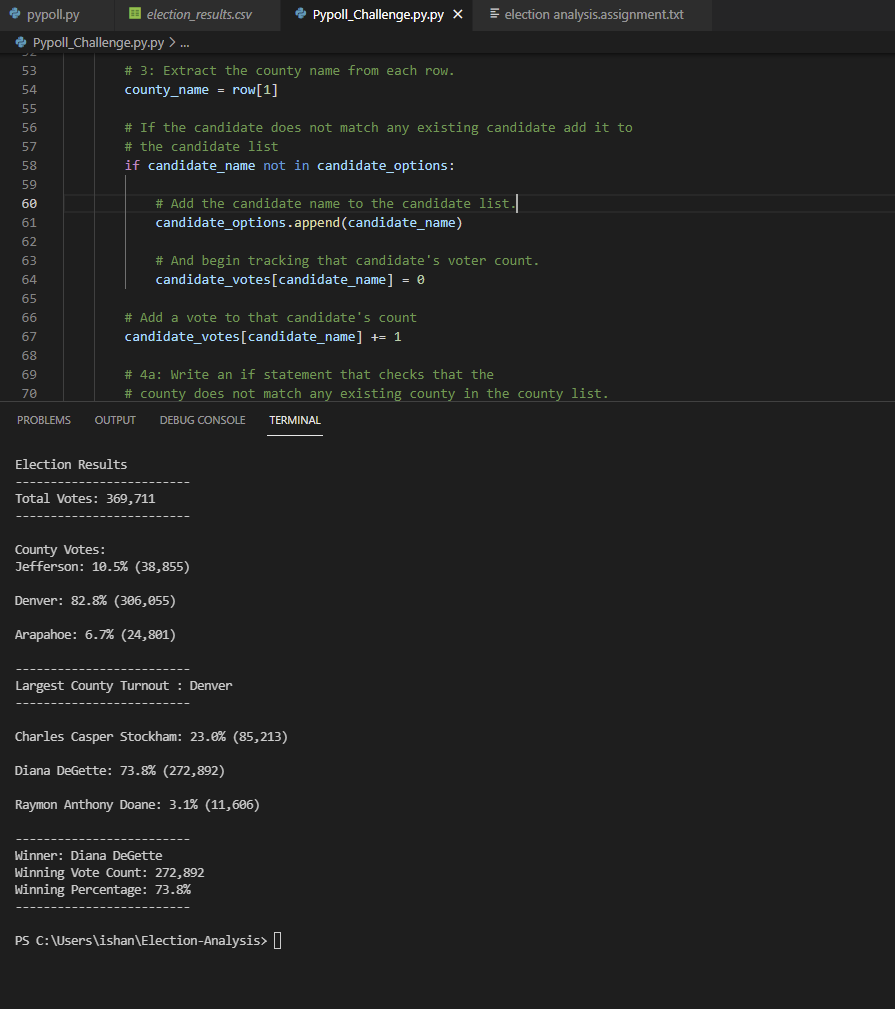 pypoll.py election_results.csv Pypoll_Challenge.py.py election analysis.assignment.txt
Pypoll_Challenge.py.py > ...
52
53 # 3: Extract the county name from each row.
54 county_name = row[1]
55
56 # If the candidate does not match any existing candidate add it to
57 # the candidate list
58 if candidate_name not in candidate_options:
59
60 # Add the candidate name to the candidate list.
61 candidate_options.append(candidate_name)
62
63 # And begin tracking that candidate's voter count.
64 candidate_votes[candidate_name] = 0
65
66 # Add a vote to that candidate's count
67 candidate_votes[candidate_name] += 1
68
69 # 4a: Write an if statement that checks that the
70 # county does not match any existing county in the county list.
PROBLEMS OUTPUT DEBUG CONSOLE TERMINAL
Election Results
-------------------------
Total Votes: 369,711
-------------------------
County Votes:
Jefferson: 10.5% (38,855)
Denver: 82.8% (306,055)
Arapahoe: 6.7% (24,801)
-------------------------
Largest County Turnout : Denver
-------------------------
Charles Casper Stockham: 23.0% (85,213)
Diana DeGette: 73.8% (272,892)
Raymon Anthony Doane: 3.1% (11,606)
-------------------------
Winner: Diana DeGette
Winning Vote Count: 272,892
Winning Percentage: 73.8%
-------------------------
PS C:\Users\ishan\Election-Analysis>